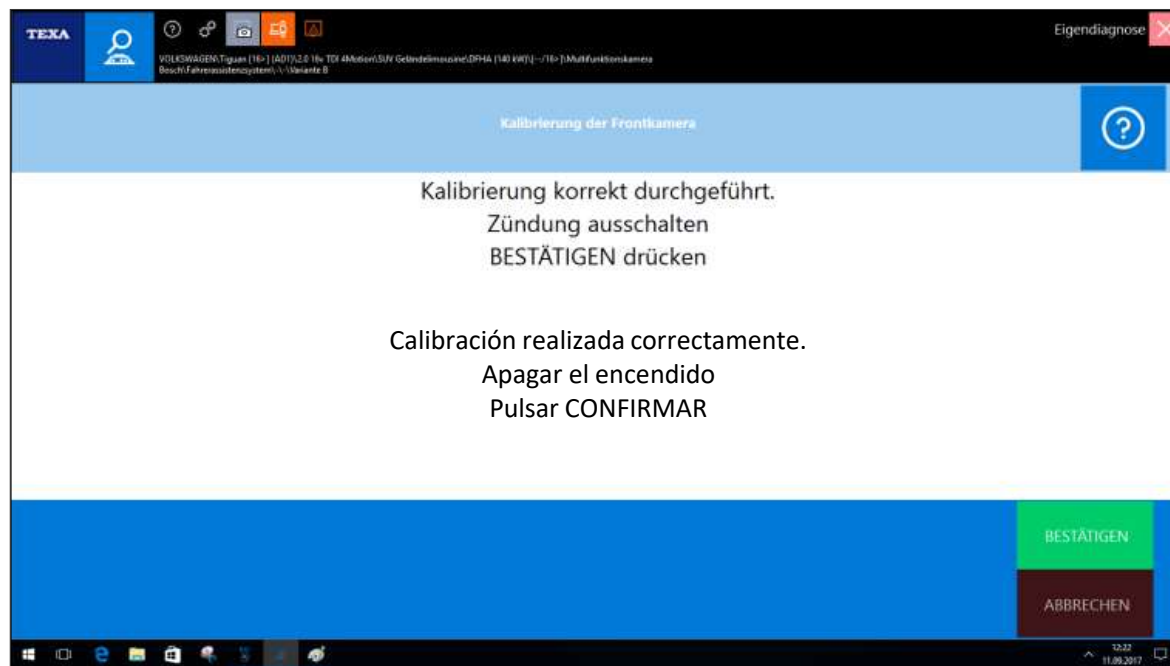 TEXA
Eigendiagnose
VOLKSWAGEN\Tiguan [16>] (AD1)\2.0 16v TDI 4Motion\SUV Geländelimousine\DFHA (140 kW)\[--/16> ]\Multifunktionskamera
Bosch\Fahrerassistenzsystem\-\-\Variante B
Kalibrierung der Frontkamera
Kalibrierung korrekt durchgeführt.
Zündung ausschalten
BESTÄTIGEN drücken
Calibración realizada correctamente.
Apagar el encendido
Pulsar CONFIRMAR
BESTÄTIGEN
ABBRECHEN
12:22
11.09.2017